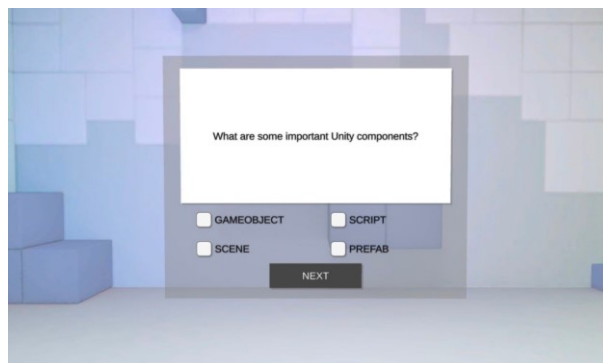 What are some important Unity components?
GAMEOBJECT
SCRIPT
SCENE
PREFAB
NEXT